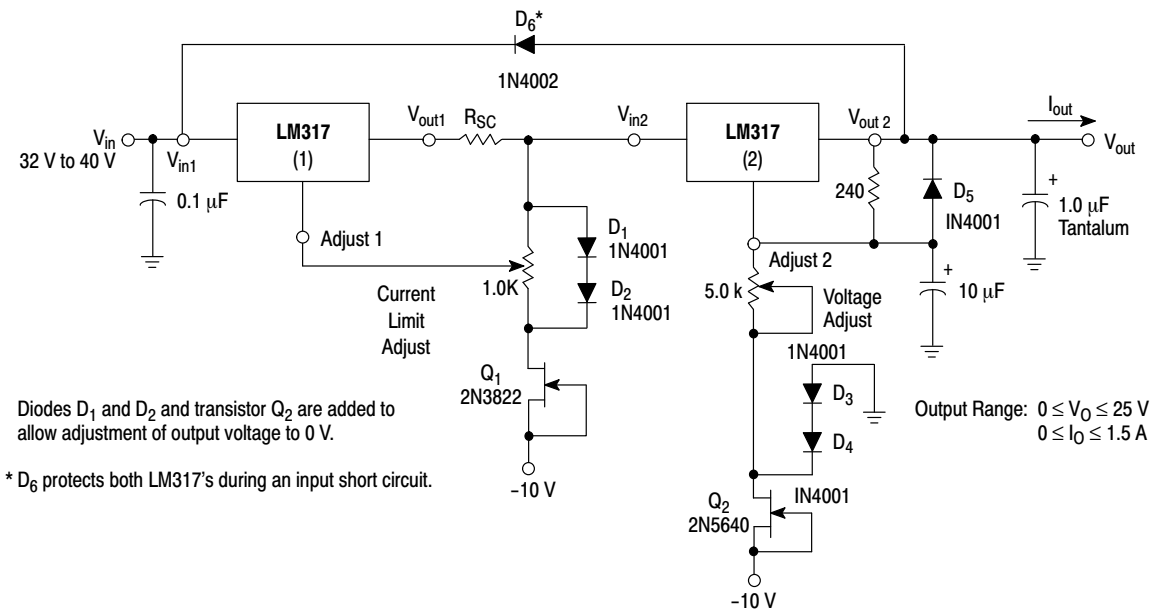 D6*
1N4002
Vin
32 V to 40 V
Vin1
0.1 μF
LM317
(1)
Vout1
RSC
Vin2
LM317
(2)
Vout 2
Iout
Vout
240
D5
IN4001
+
1.0 μF
Tantalum
Adjust 1
D1
1N4001
1.0K
D2
1N4001
Current
Limit
Adjust
Adjust 2
5.0 k
Voltage
Adjust
+
10 μF
1N4001
D3
D4
IN4001
Q1
2N3822
–10 V
Q2
2N5640
–10 V
Output Range: 0 ≤ VO ≤ 25 V
0 ≤ IO ≤ 1.5 A
Diodes D1 and D2 and transistor Q2 are added to
allow adjustment of output voltage to 0 V.
* D6 protects both LM317's during an input short circuit.